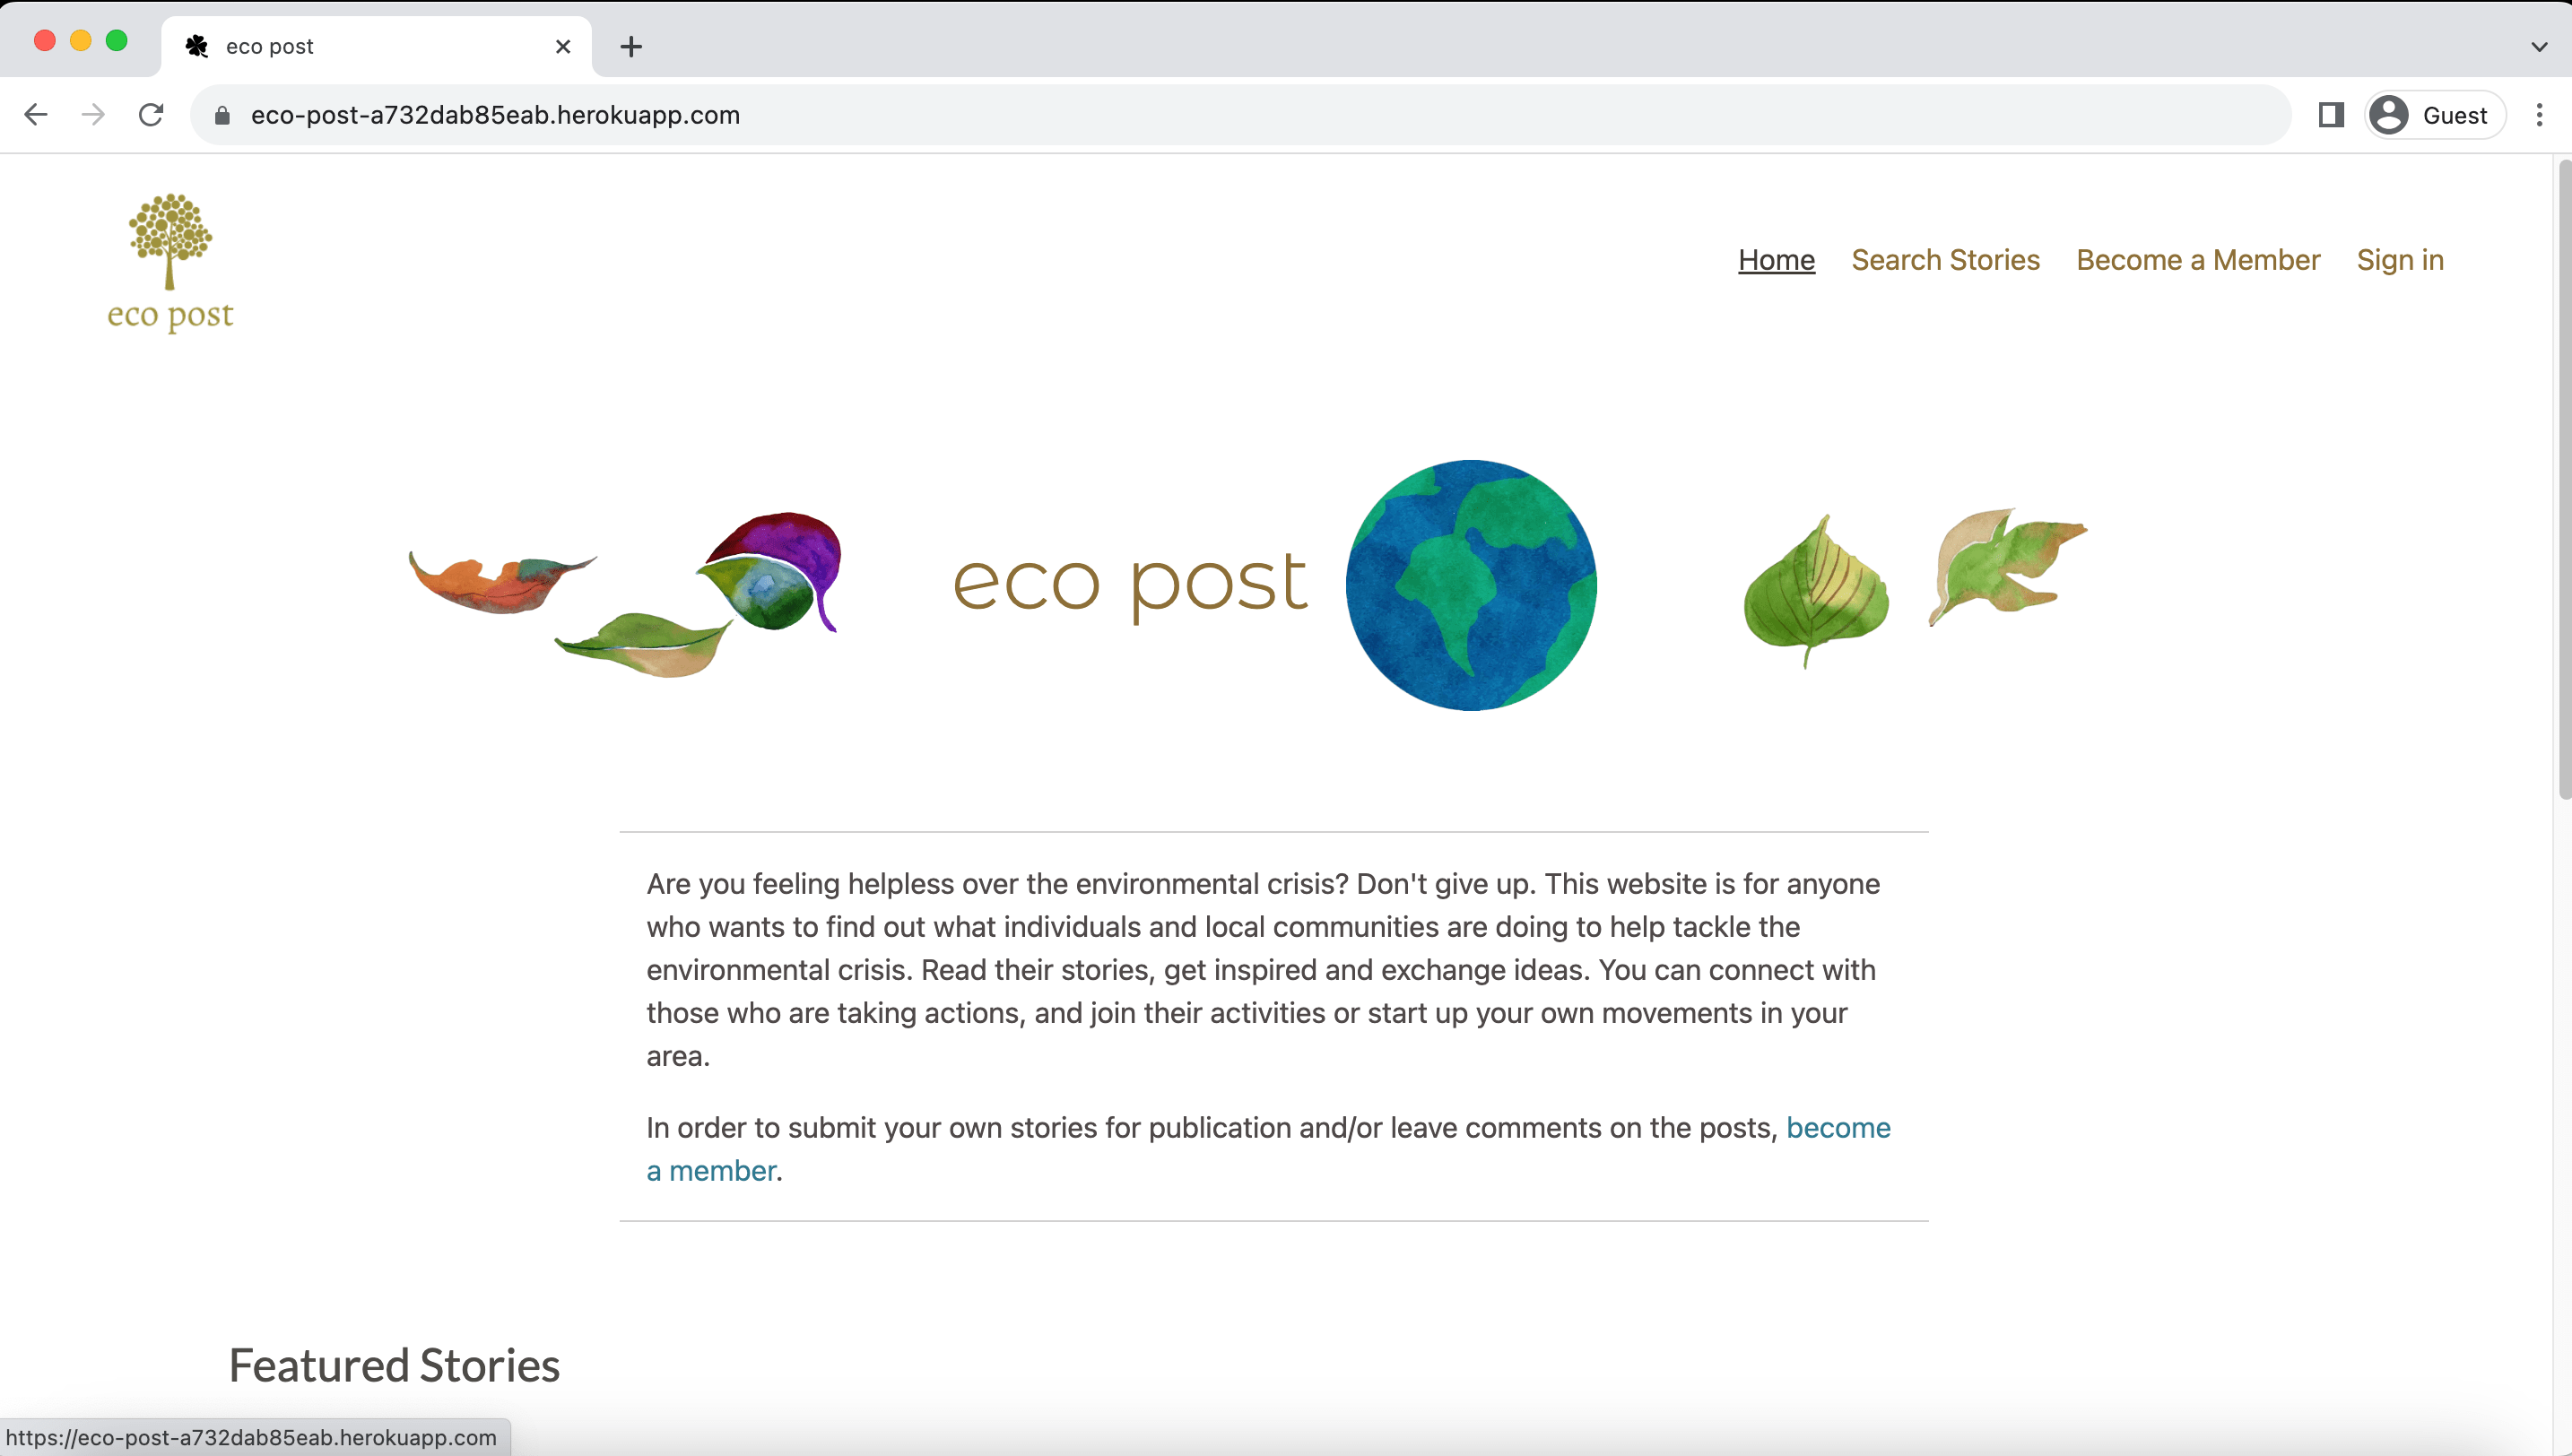 eco post
eco-post-a732dab85eab.herokuapp.com
Guest
eco post
Home Search Stories Become a Member Sign in
eco post
Are you feeling helpless over the environmental crisis? Don't give up. This website is for anyone
who wants to find out what individuals and local communities are doing to help tackle the
environmental crisis. Read their stories, get inspired and exchange ideas. You can connect with
those who are taking actions, and join their activities or start up your own movements in your
area.
In order to submit your own stories for publication and/or leave comments on the posts, become
a member.
Featured Stories
https://eco-post-a732dab85eab.herokuapp.com